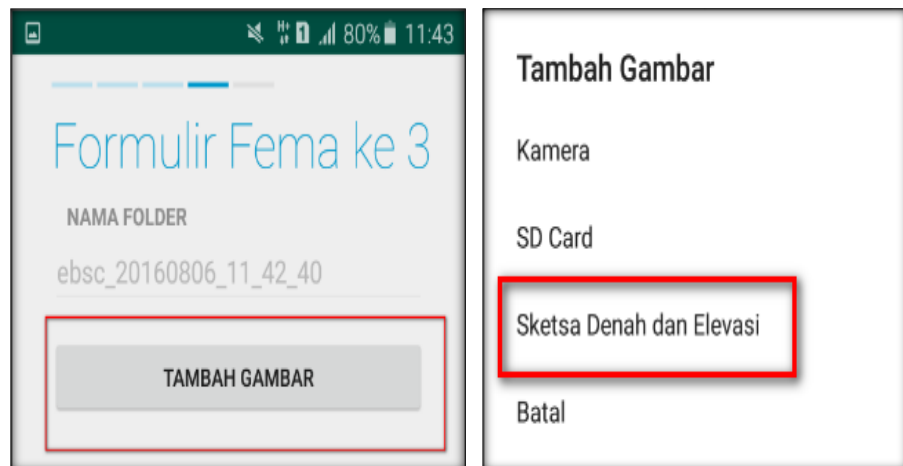 H+ 1 80% 11:43
Formulir Fema ke 3
NAMA FOLDER
ebsc_20160806_11_42_40
TAMBAH GAMBAR
Tambah Gambar
Kamera
SD Card
Sketsa Denah dan Elevasi
Batal